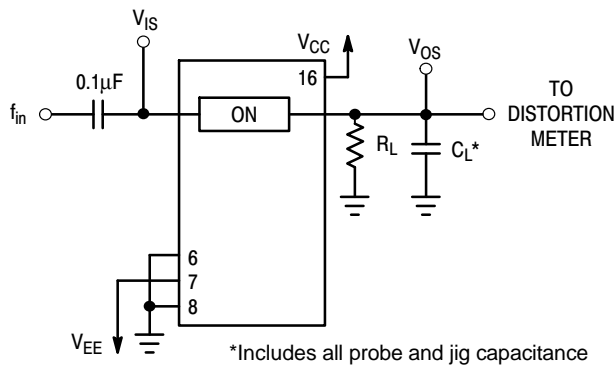 V_IS
V_CC
V_OS
0.1μF
16
f_in
ON
TO
DISTORTION
METER
R_L
C_L*
6
7
8
V_EE
*Includes all probe and jig capacitance